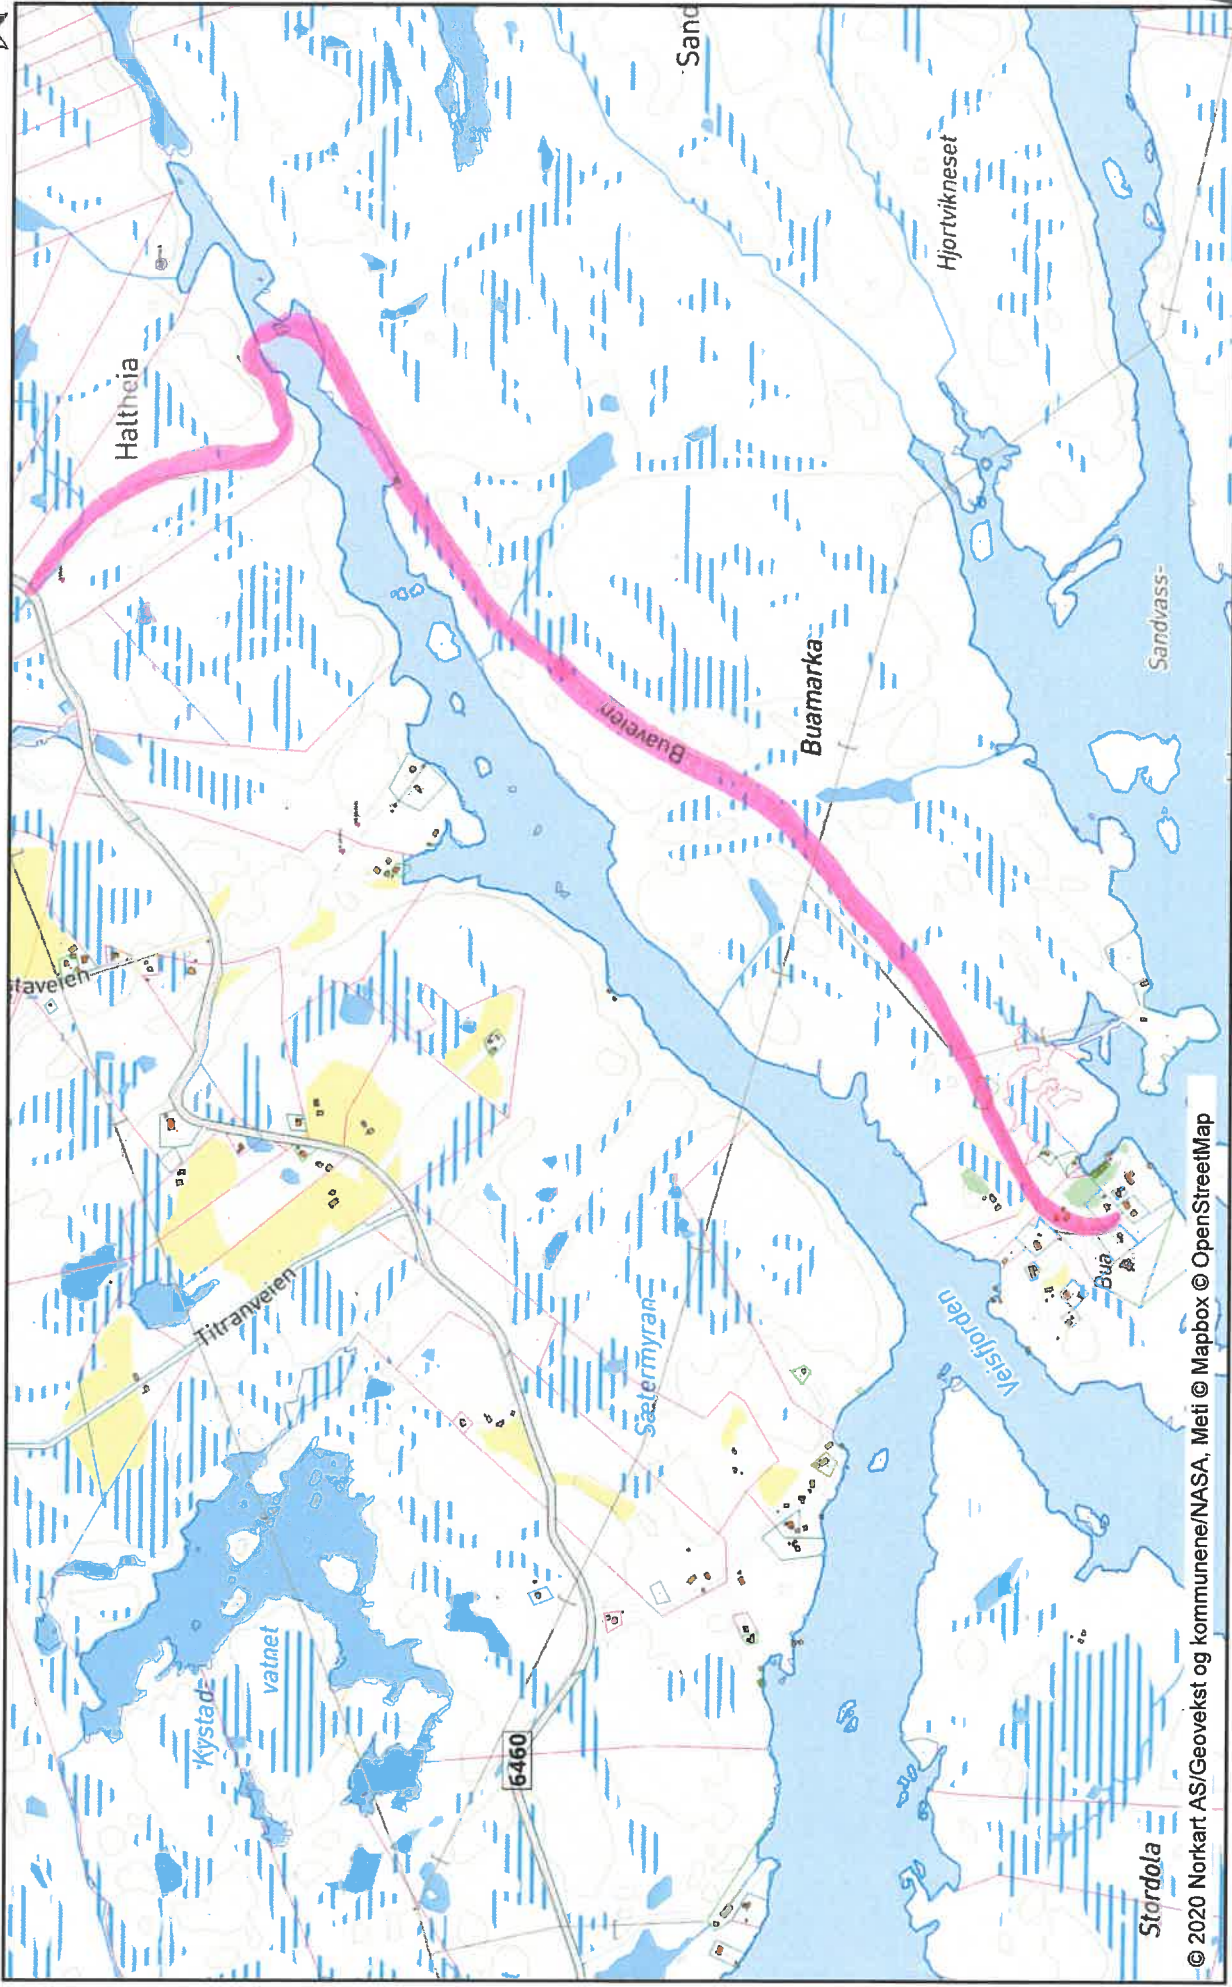 Sand
Haltheia
Hjortvikneset
Sandvass-
Buamarka
Buaveien
staveien
Titranveien
Sætermyran
Veisfjorden
Bua
Kystad-
vatnet
6460
Stordola
© 2020 Norkart AS/Geovekst og kommunene/NASA, Meti © Mapbox © OpenStreetMap